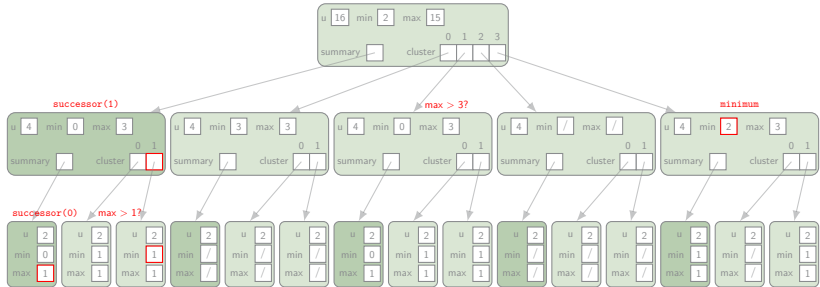 u 16 min 2 max 15
0 1 2 3
summary cluster
successor(1) max > 3? minimum
u 4 min 0 max 3 u 4 min 3 max 3 u 4 min 0 max 3 u 4 min / max / u 4 min 2 max 3
0 1 0 1 0 1 0 1 0 1
summary cluster summary cluster summary cluster summary cluster summary cluster
successor(0) max > 1?
u 2 u 2 u 2 u 2 u 2 u 2 u 2 u 2 u 2 u 2 u 2 u 2 u 2 u 2 u 2
min 0 min 1 min 1 min / min / min / min 0 min 1 min 1 min / min / min / min 1 min 1 min 1
max 1 max 1 max 1 max / max / max / max 1 max 1 max 1 max / max / max / max 1 max 1 max 1